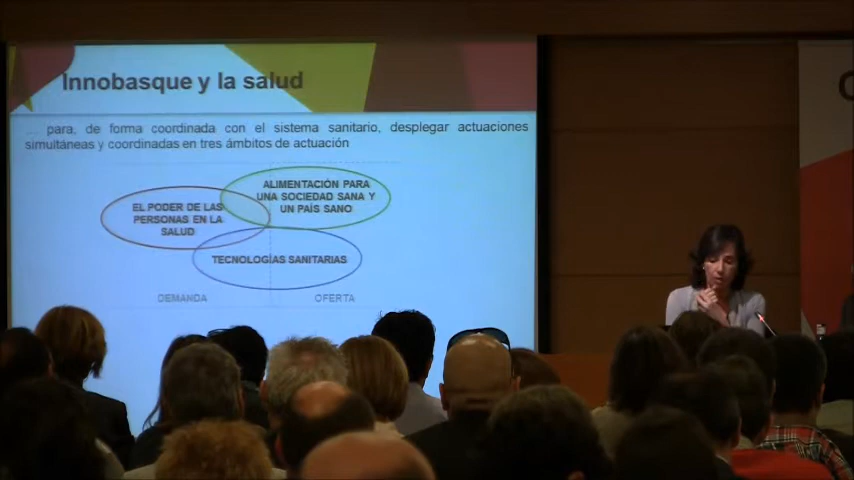 Innobasque y la salud
... para, de forma coordinada con el sistema sanitario, desplegar actuaciones
simultáneas y coordinadas en tres ámbitos de actuación
ALIMENTACIÓN PARA
UNA SOCIEDAD SANA Y
UN PAÍS SANO
EL PODER DE LAS
PERSONAS EN LA
SALUD
TECNOLOGÍAS SANITARIAS
DEMANDA
OFERTA